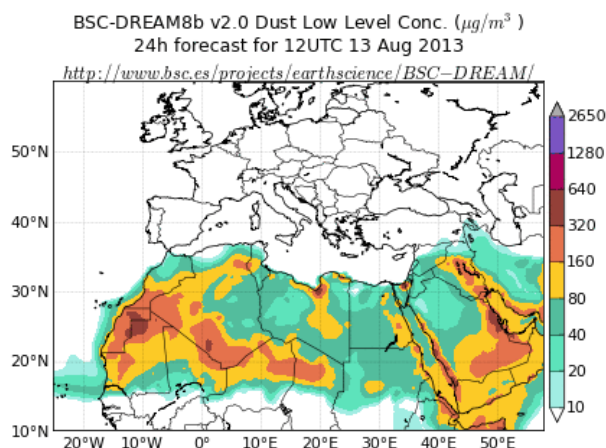 BSC-DREAM8b v2.0 Dust Low Level Conc. (μg/m³ )
24h forecast for 12UTC 13 Aug 2013
http://www.bsc.es/projects/earthscience/BSC−DREAM/
2650
1280
640
320
160
80
40
20
10
50°N
40°N
30°N
20°N
10°N
20°W 10°W 0° 10°E 20°E 30°E 40°E 50°E